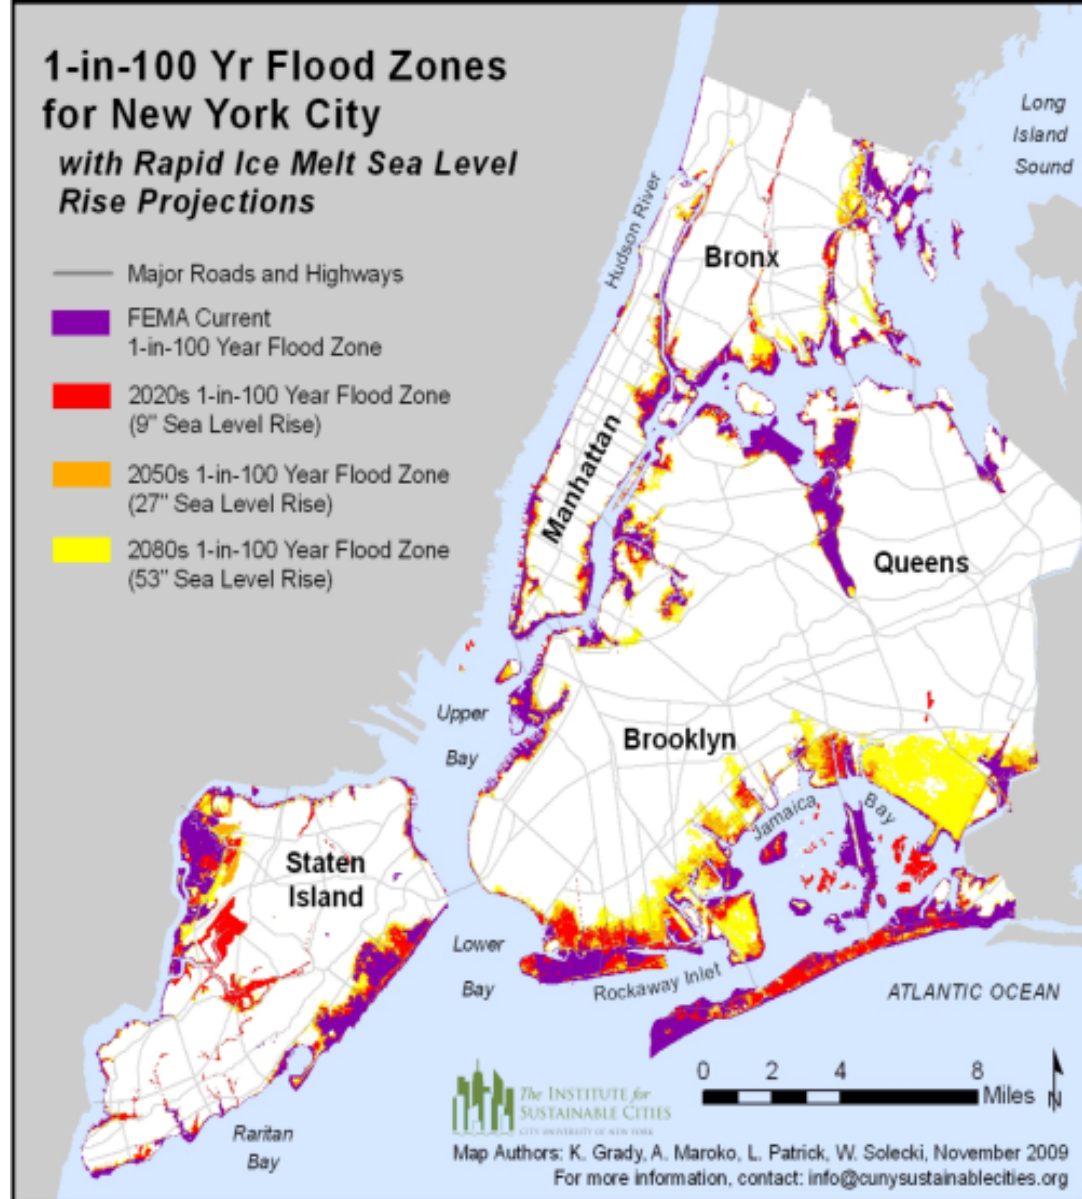 1-in-100 Yr Flood Zones
for New York City
with Rapid Ice Melt Sea Level
Rise Projections
Major Roads and Highways
FEMA Current
1-in-100 Year Flood Zone
2020s 1-in-100 Year Flood Zone
(9" Sea Level Rise)
2050s 1-in-100 Year Flood Zone
(27" Sea Level Rise)
2080s 1-in-100 Year Flood Zone
(53" Sea Level Rise)
Long
Island
Sound
Hudson River
Bronx
Manhattan
Queens
Upper
Bay
Brooklyn
Jamaica
Bay
Staten
Island
Lower
Bay
Rockaway Inlet
ATLANTIC OCEAN
Raritan
Bay
0 2 4 8
Miles
N
The INSTITUTE for
SUSTAINABLE CITIES
CITY UNIVERSITY OF NEW YORK
Map Authors: K. Grady, A. Maroko, L. Patrick, W. Solecki, November 2009
For more information, contact: info@cunysustainablecities.org